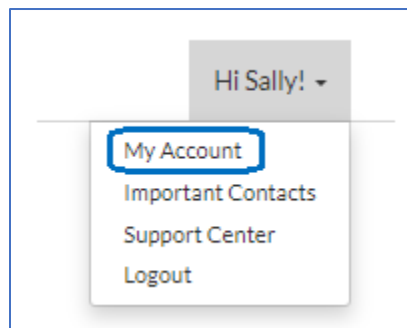 Hi Sally!
My Account
Important Contacts
Support Center
Logout